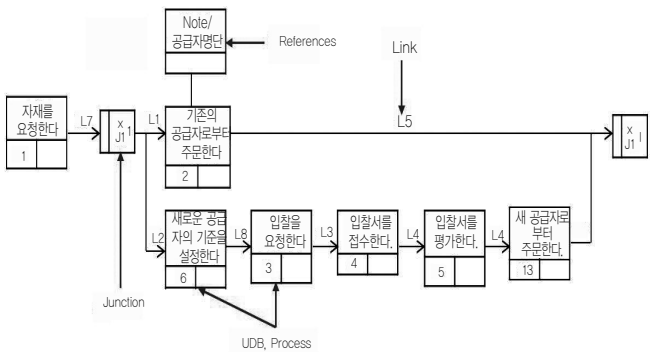 Note/
공급자명단
References
Link
자재를
요청한다
1
L7
x
J1
1
L1
기존의
공급자로부터
주문한다
2
L5
x
J1
I
L2
새로운 공급
자의 기준을
설정한다
6
L8
입찰을
요청한다
3
L3
입찰서를
접수한다.
4
L4
입찰서를
평가한다.
5
L4
새 공급자로
부터
주문한다.
13
Junction
UDB, Process